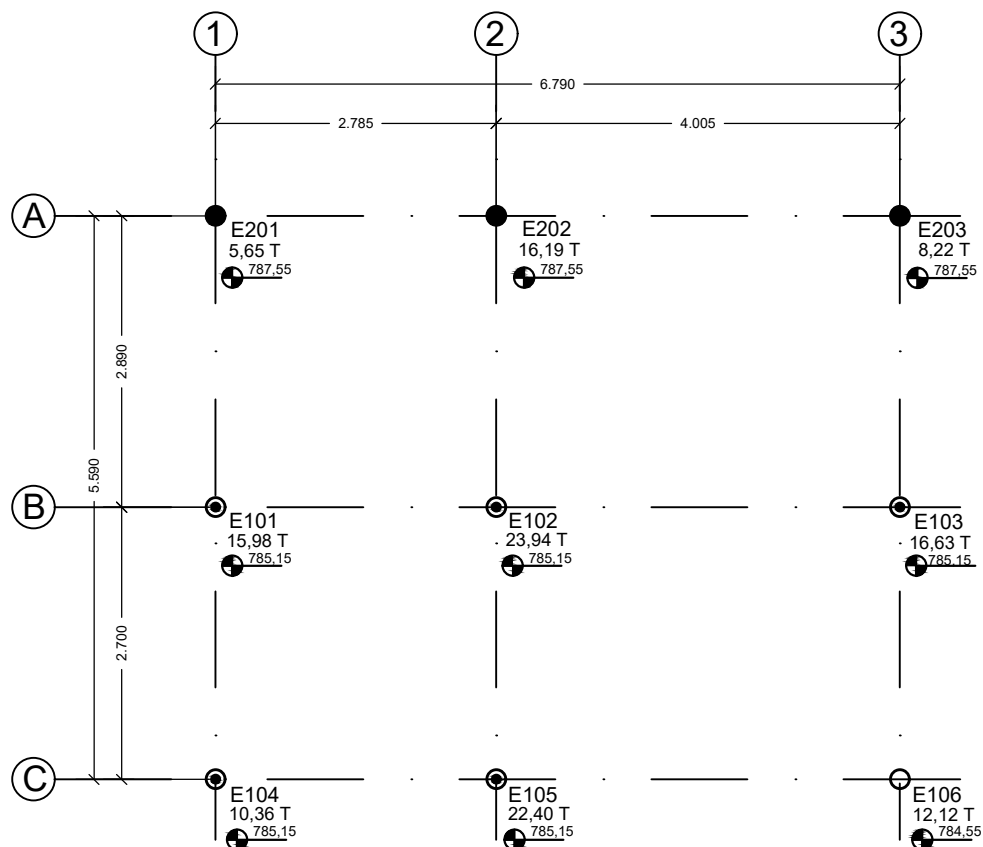 1
2
3
6.790
2.785
4.005
A
E201
5,65 T
787,55
E202
16,19 T
787,55
E203
8,22 T
787,55
2.890
5.590
B
E101
15,98 T
785,15
E102
23,94 T
785,15
E103
16,63 T
785,15
2.700
C
E104
10,36 T
785,15
E105
22,40 T
785,15
E106
12,12 T
784,55